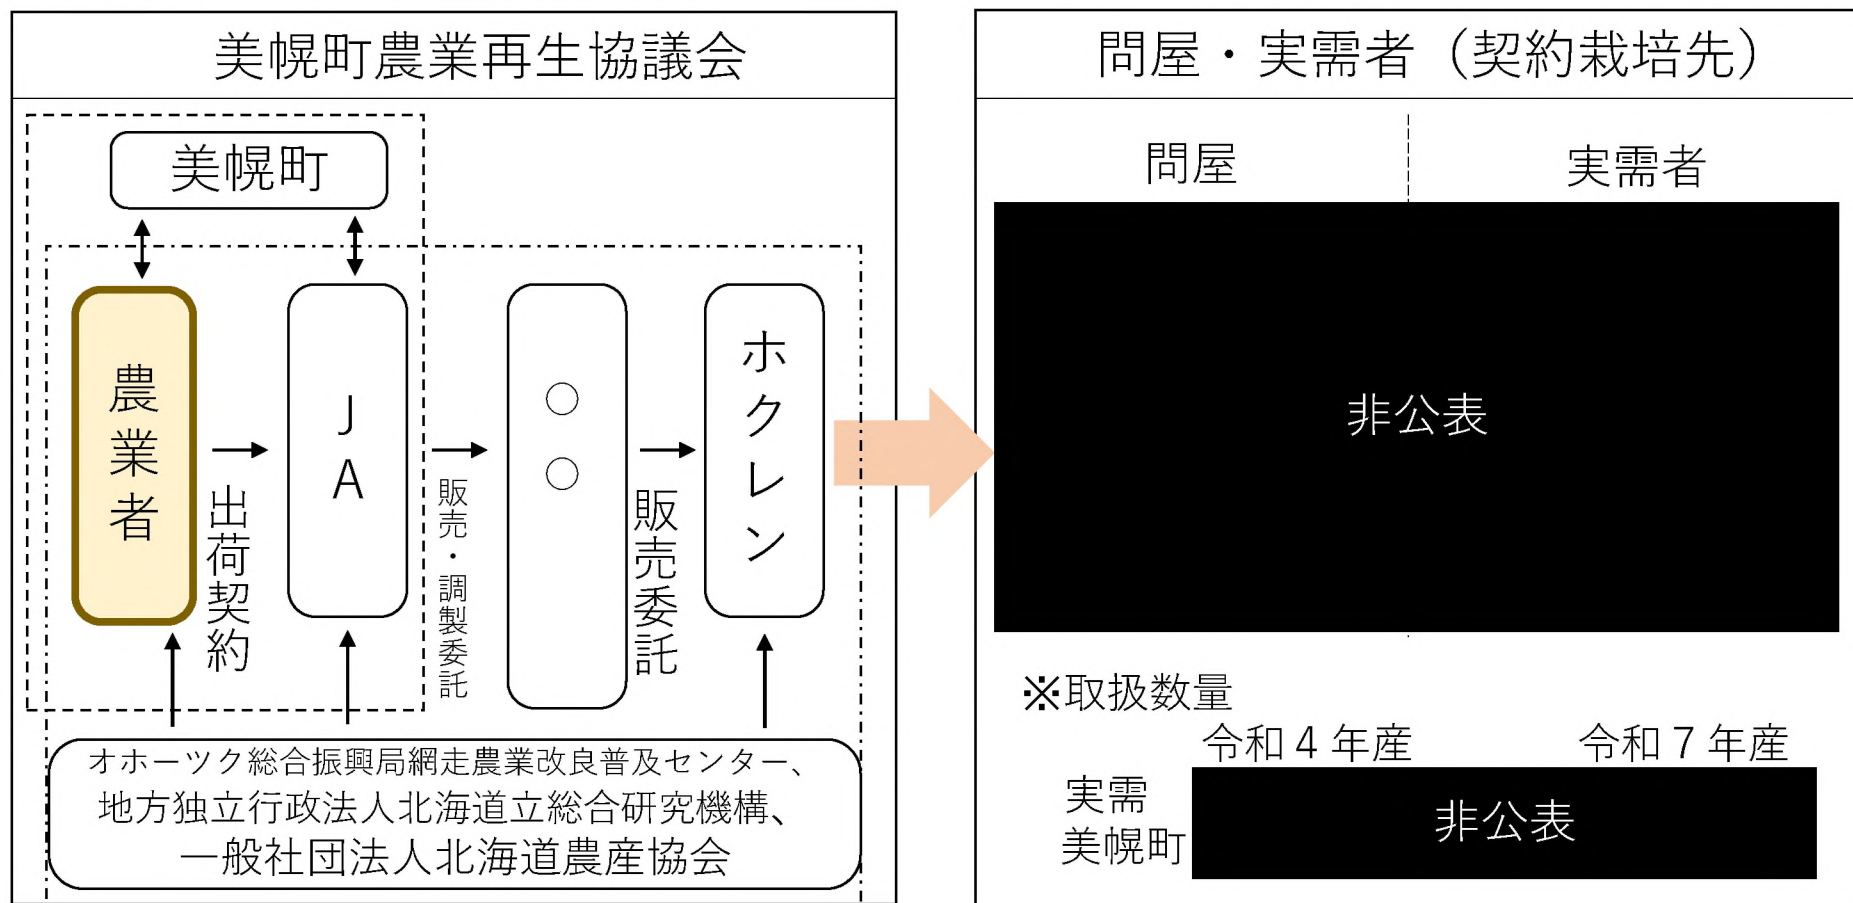 美幌町農業再生協議会
美幌町
農業者
出荷契約
JA
販売・調製委託
○○
販売委託
ホクレン
オホーツク総合振興局網走農業改良普及センター、
地方独立行政法人北海道立総合研究機構、
一般社団法人北海道農産協会
問屋・実需者（契約栽培先）
問屋
実需者
非公表
※取扱数量
令和4年産
令和7年産
実需
美幌町
非公表